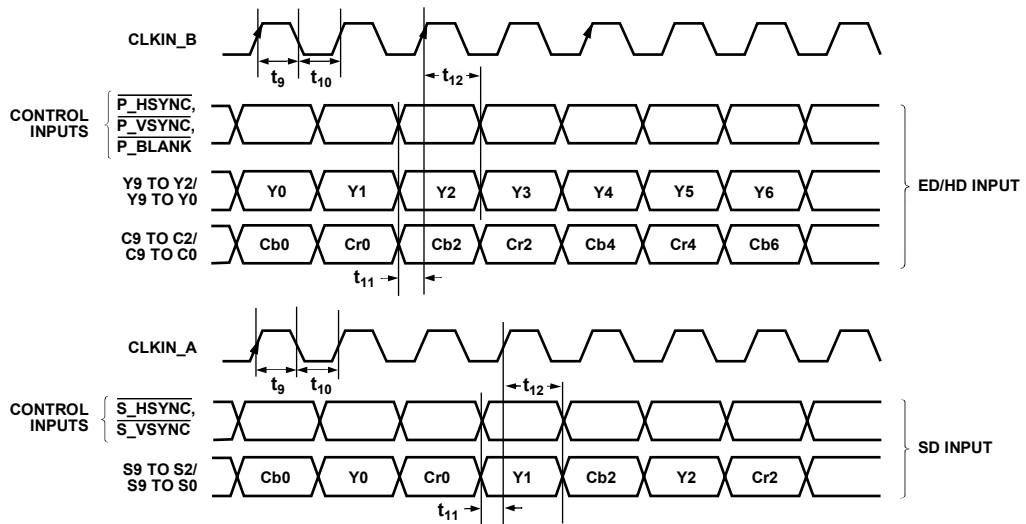 CLKIN_B
t9
t10
t12
CONTROL
INPUTS
P_HSYNC,
P_VSYNC,
P_BLANK
Y9 TO Y2/
Y9 TO Y0
Y0 Y1 Y2 Y3 Y4 Y5 Y6
ED/HD INPUT
C9 TO C2/
C9 TO C0
Cb0 Cr0 Cb2 Cr2 Cb4 Cr4 Cb6
t11
CLKIN_A
t9
t10
t12
CONTROL
INPUTS
S_HSYNC,
S_VSYNC
SD INPUT
S9 TO S2/
S9 TO S0
Cb0 Y0 Cr0 Y1 Cb2 Y2 Cr2
t11